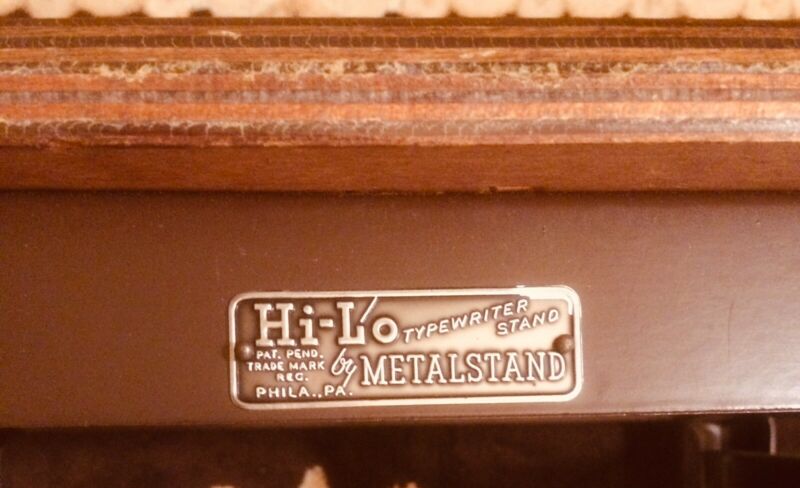 Hi-Lo TYPEWRITER STAND
PAT. PEND.
TRADE MARK
REG.
by METALSTAND
PHILA., PA.